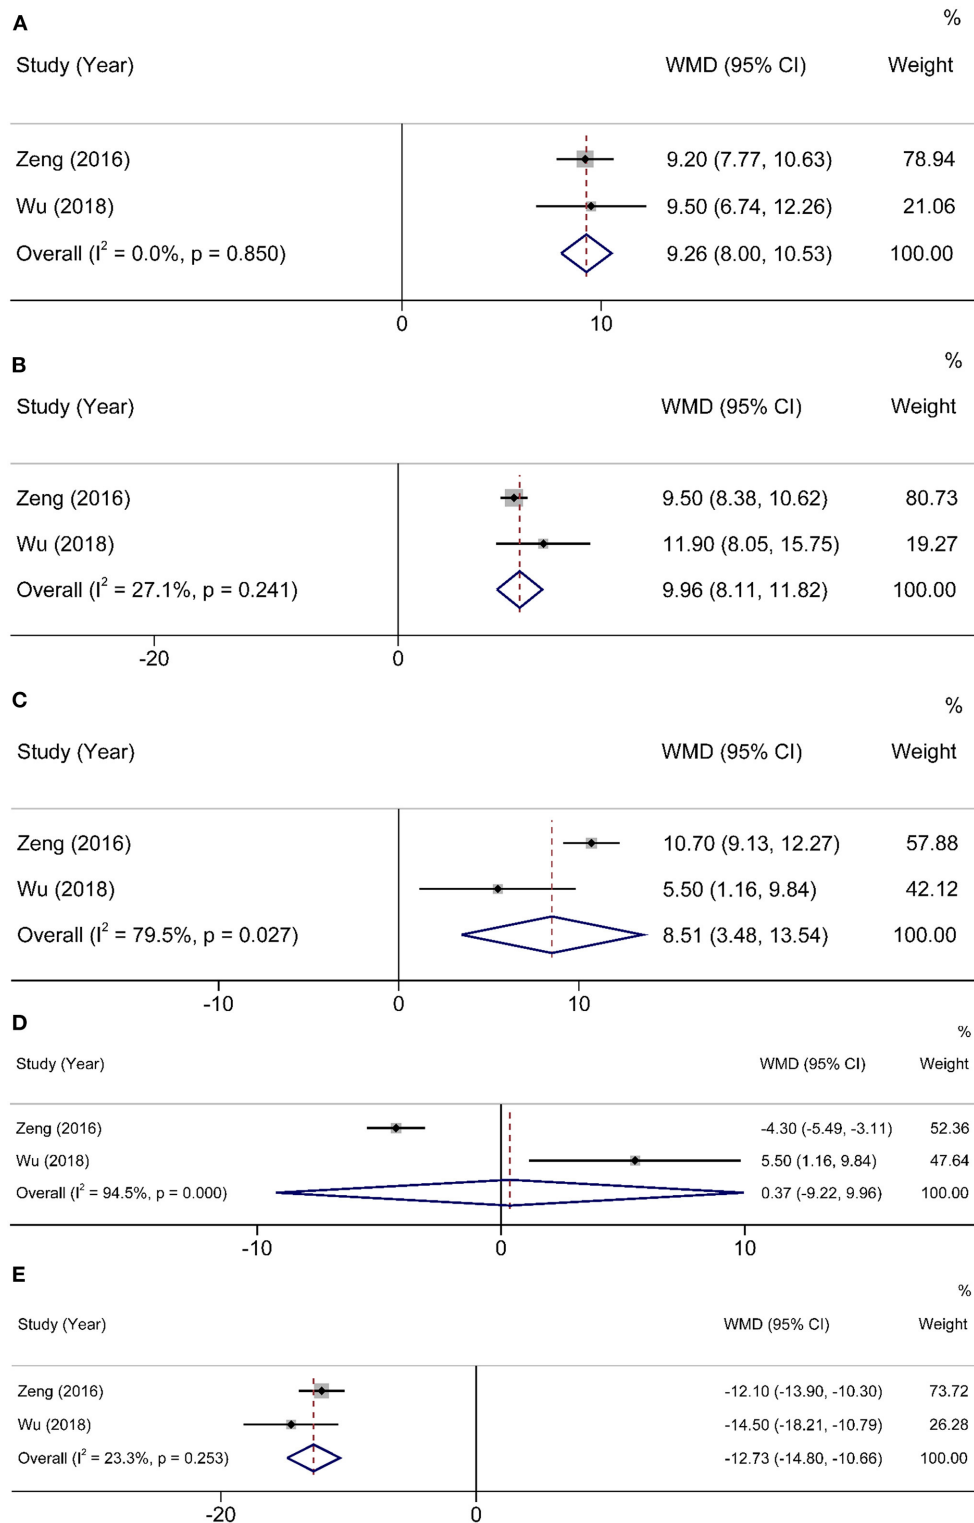 A
%
Study (Year) WMD (95% CI) Weight
Zeng (2016) 9.20 (7.77, 10.63) 78.94
Wu (2018) 9.50 (6.74, 12.26) 21.06
Overall (I² = 0.0%, p = 0.850) 9.26 (8.00, 10.53) 100.00
0 10
B
%
Study (Year) WMD (95% CI) Weight
Zeng (2016) 9.50 (8.38, 10.62) 80.73
Wu (2018) 11.90 (8.05, 15.75) 19.27
Overall (I² = 27.1%, p = 0.241) 9.96 (8.11, 11.82) 100.00
-20 0
C
%
Study (Year) WMD (95% CI) Weight
Zeng (2016) 10.70 (9.13, 12.27) 57.88
Wu (2018) 5.50 (1.16, 9.84) 42.12
Overall (I² = 79.5%, p = 0.027) 8.51 (3.48, 13.54) 100.00
-10 0 10
D
%
Study (Year) WMD (95% CI) Weight
Zeng (2016) -4.30 (-5.49, -3.11) 52.36
Wu (2018) 5.50 (1.16, 9.84) 47.64
Overall (I² = 94.5%, p = 0.000) 0.37 (-9.22, 9.96) 100.00
-10 0 10
E
%
Study (Year) WMD (95% CI) Weight
Zeng (2016) -12.10 (-13.90, -10.30) 73.72
Wu (2018) -14.50 (-18.21, -10.79) 26.28
Overall (I² = 23.3%, p = 0.253) -12.73 (-14.80, -10.66) 100.00
-20 0